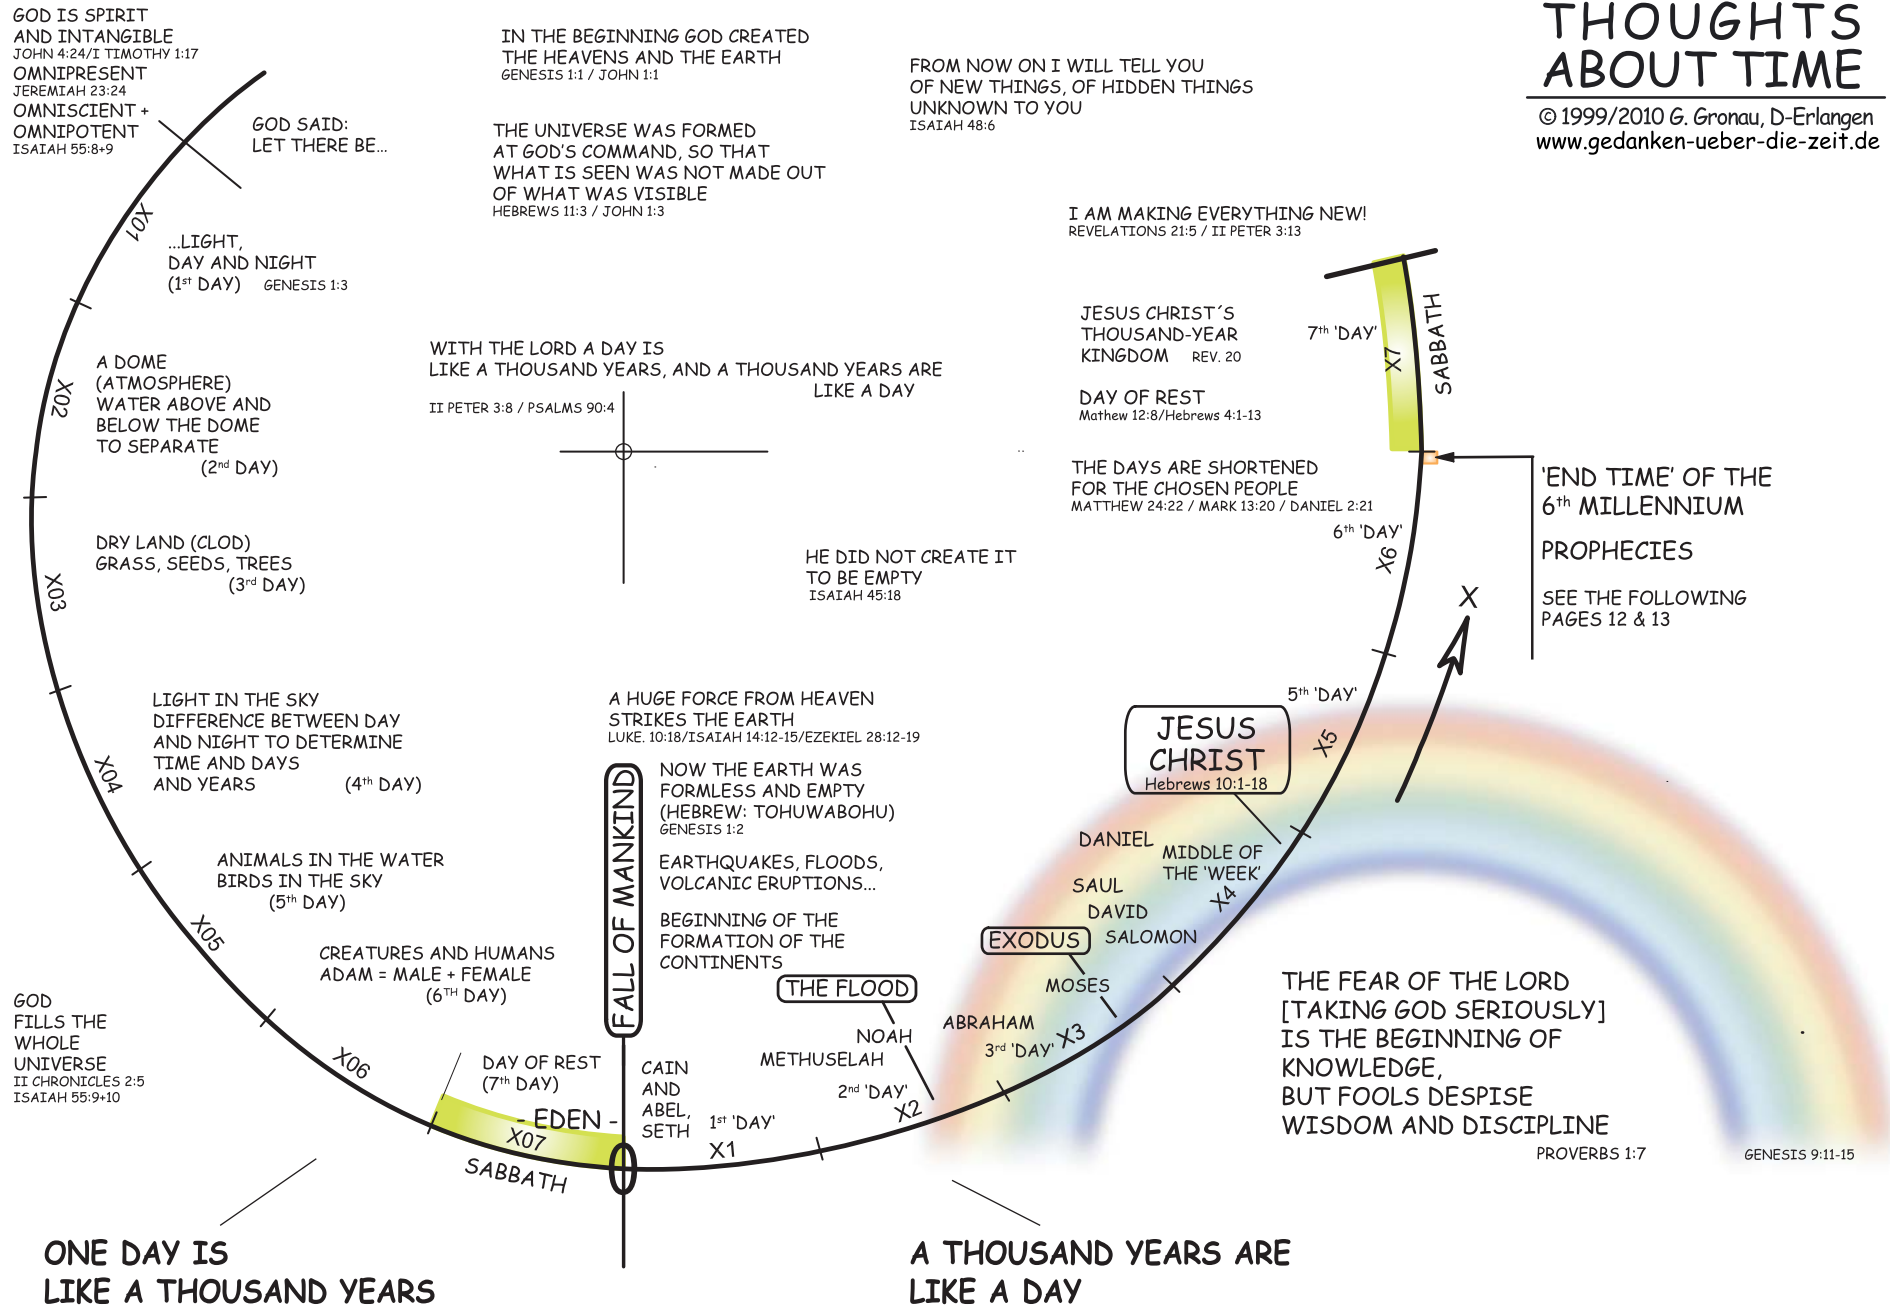 GOD IS SPIRIT
AND INTANGIBLE
JOHN 4:24/I TIMOTHY 1:17
OMNIPRESENT
JEREMIAH 23:24
OMNISCIENT +
OMNIPOTENT
ISAIAH 55:8+9
GOD SAID:
LET THERE BE...
IN THE BEGINNING GOD CREATED
THE HEAVENS AND THE EARTH
GENESIS 1:1 / JOHN 1:1
THE UNIVERSE WAS FORMED
AT GOD'S COMMAND, SO THAT
WHAT IS SEEN WAS NOT MADE OUT
OF WHAT WAS VISIBLE
HEBREWS 11:3 / JOHN 1:3
FROM NOW ON I WILL TELL YOU
OF NEW THINGS, OF HIDDEN THINGS
UNKNOWN TO YOU
ISAIAH 48:6
THOUGHTS
ABOUT TIME
© 1999/2010 G. Gronau, D-Erlangen
www.gedanken-ueber-die-zeit.de
X01
...LIGHT,
DAY AND NIGHT
(1st DAY) GENESIS 1:3
X02
A DOME
(ATMOSPHERE)
WATER ABOVE AND
BELOW THE DOME
TO SEPARATE
(2nd DAY)
X03
DRY LAND (CLOD)
GRASS, SEEDS, TREES
(3rd DAY)
X04
LIGHT IN THE SKY
DIFFERENCE BETWEEN DAY
AND NIGHT TO DETERMINE
TIME AND DAYS
AND YEARS (4th DAY)
X05
ANIMALS IN THE WATER
BIRDS IN THE SKY
(5th DAY)
X06
CREATURES AND HUMANS
ADAM = MALE + FEMALE
(6TH DAY)
GOD
FILLS THE
WHOLE
UNIVERSE
II CHRONICLES 2:5
ISAIAH 55:9+10
DAY OF REST
(7th DAY)
- EDEN -
X07
SABBATH
WITH THE LORD A DAY IS
LIKE A THOUSAND YEARS, AND A THOUSAND YEARS ARE
LIKE A DAY
II PETER 3:8 / PSALMS 90:4
HE DID NOT CREATE IT
TO BE EMPTY
ISAIAH 45:18
A HUGE FORCE FROM HEAVEN
STRIKES THE EARTH
LUKE. 10:18/ISAIAH 14:12-15/EZEKIEL 28:12-19
FALL OF MANKIND
0
NOW THE EARTH WAS
FORMLESS AND EMPTY
(HEBREW: TOHUWABOHU)
GENESIS 1:2
EARTHQUAKES, FLOODS,
VOLCANIC ERUPTIONS...
BEGINNING OF THE
FORMATION OF THE
CONTINENTS
CAIN
AND
ABEL,
SETH
1st 'DAY'
X1
THE FLOOD
NOAH
METHUSELAH
2nd 'DAY'
X2
ABRAHAM
3rd 'DAY'
X3
EXODUS
MOSES
DANIEL
SAUL
DAVID
SALOMON
MIDDLE OF
THE 'WEEK'
X4
JESUS
CHRIST
Hebrews 10:1-18
5th 'DAY'
X5
6th 'DAY'
X6
THE DAYS ARE SHORTENED
FOR THE CHOSEN PEOPLE
MATTHEW 24:22 / MARK 13:20 / DANIEL 2:21
I AM MAKING EVERYTHING NEW!
REVELATIONS 21:5 / II PETER 3:13
JESUS CHRIST´S
THOUSAND-YEAR
KINGDOM REV. 20
DAY OF REST
Mathew 12:8/Hebrews 4:1-13
7th 'DAY'
X7
SABBATH
'END TIME' OF THE
6th MILLENNIUM
PROPHECIES
SEE THE FOLLOWING
PAGES 12 & 13
X
THE FEAR OF THE LORD
[TAKING GOD SERIOUSLY]
IS THE BEGINNING OF
KNOWLEDGE,
BUT FOOLS DESPISE
WISDOM AND DISCIPLINE
PROVERBS 1:7
GENESIS 9:11-15
ONE DAY IS
LIKE A THOUSAND YEARS
A THOUSAND YEARS ARE
LIKE A DAY